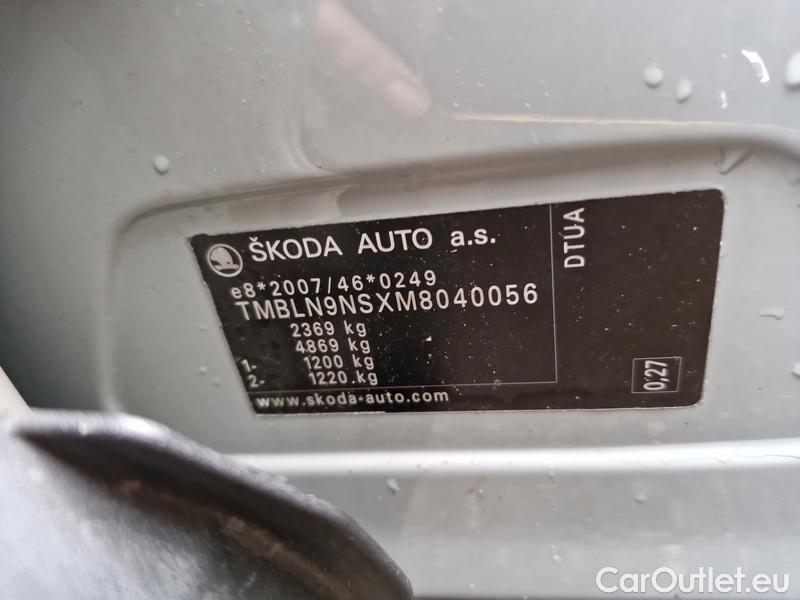 ŠKODA AUTO a.s.
e8*2007/46*0249
TMBLN9NSXM8040056
2369 kg
4869 kg
1. 1200 kg
2. 1220 kg
www.skoda-auto.com
DTÚA
0,27
CarOutlet.eu